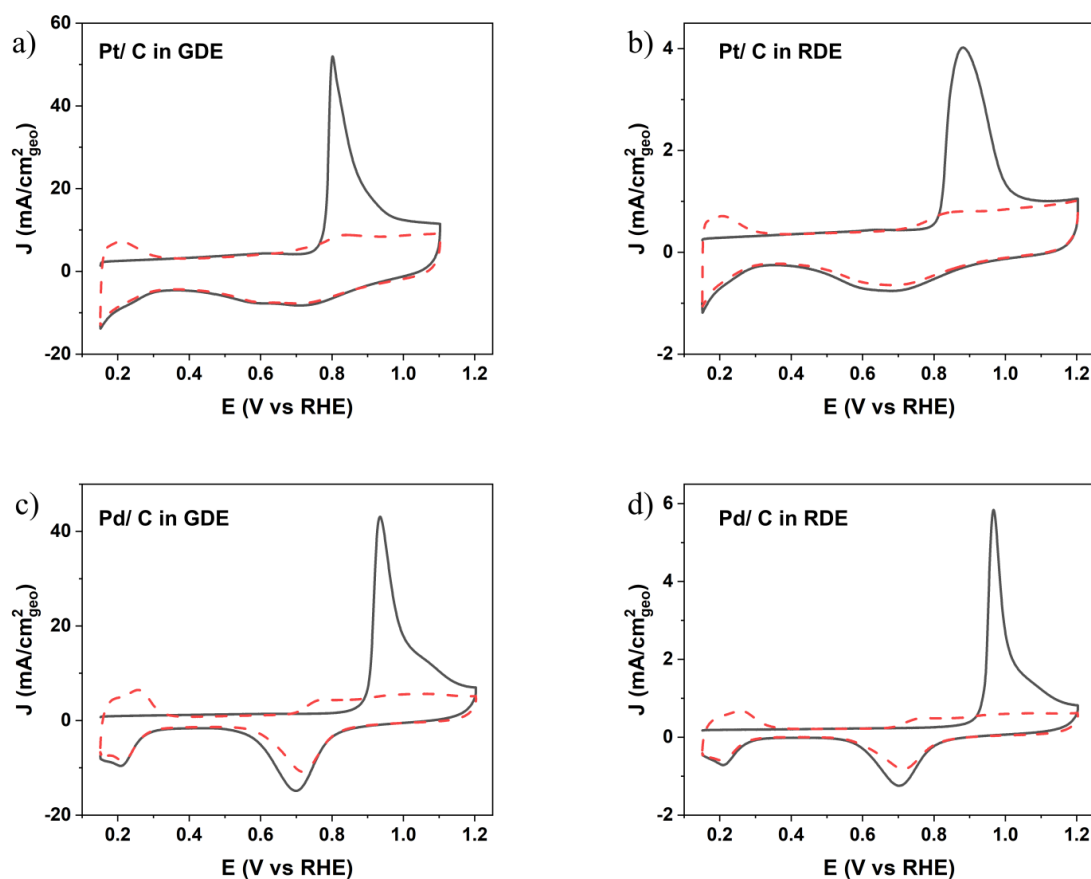 a)
Pt/ C in GDE
60
40
20
0
-20
J (mA/cm²geo)
0.2 0.4 0.6 0.8 1.0 1.2
E (V vs RHE)
b)
Pt/ C in RDE
4
2
0
-2
J (mA/cm²geo)
0.2 0.4 0.6 0.8 1.0 1.2
E (V vs RHE)
c)
Pd/ C in GDE
40
20
0
-20
J (mA/cm²geo)
0.2 0.4 0.6 0.8 1.0 1.2
E (V vs RHE)
d)
Pd/ C in RDE
6
4
2
0
-2
J (mA/cm²geo)
0.2 0.4 0.6 0.8 1.0 1.2
E (V vs RHE)